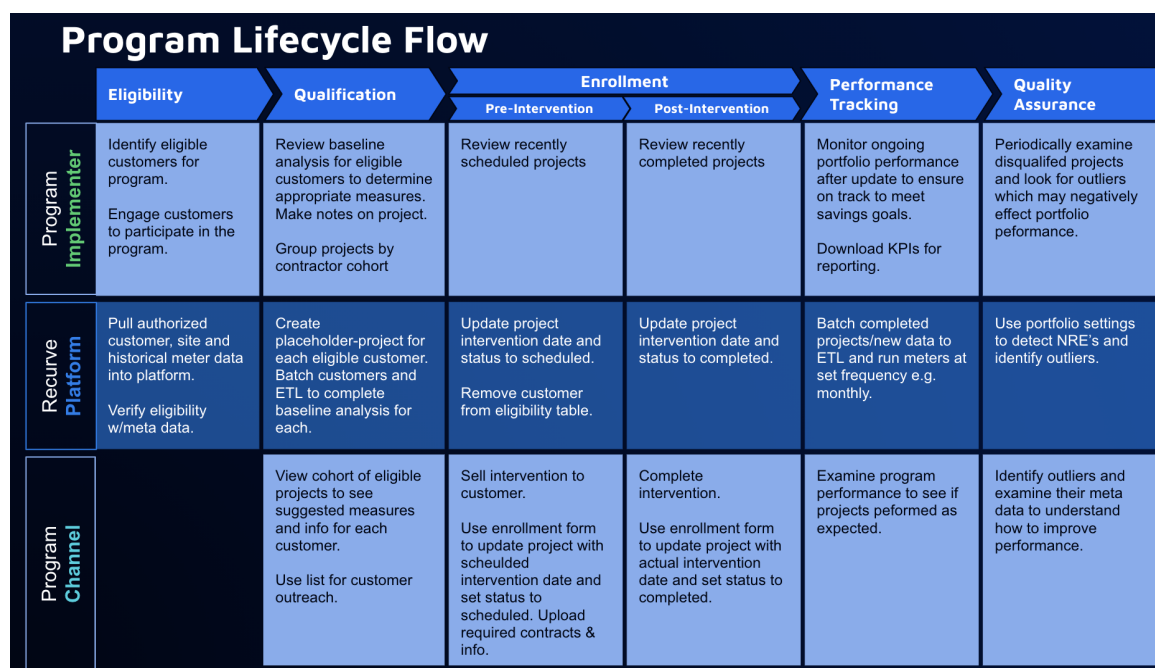 Program Lifecycle Flow
Eligibility
Qualification
Enrollment
Pre-Intervention
Post-Intervention
Performance
Tracking
Quality
Assurance
Program
Implementer
Identify eligible
customers for
program.
Engage customers
to participate in the
program.
Review baseline
analysis for eligible
customers to determine
appropriate measures.
Make notes on project.
Group projects by
contractor cohort
Review recently
scheduled projects
Review recently
completed projects
Monitor ongoing
portfolio performance
after update to ensure
on track to meet
savings goals.
Download KPIs for
reporting.
Periodically examine
disqualifed projects
and look for outliers
which may negatively
effect portfolio
peformance.
Recurve
Platform
Pull authorized
customer, site and
historical meter data
into platform.
Verify eligibility
w/meta data.
Create
placeholder-project for
each eligible customer.
Batch customers and
ETL to complete
baseline analysis for
each.
Update project
intervention date and
status to scheduled.
Remove customer
from eligibility table.
Update project
intervention date and
status to completed.
Batch completed
projects/new data to
ETL and run meters at
set frequency e.g.
monthly.
Use portfolio settings
to detect NRE's and
identify outliers.
Program
Channel
View cohort of eligible
projects to see
suggested measures
and info for each
customer.
Use list for customer
outreach.
Sell intervention to
customer.
Use enrollment form
to update project with
scheulded
intervention date and
set status to
scheduled. Upload
required contracts &
info.
Complete
intervention.
Use enrollment form
to update project with
actual intervention
date and set status to
completed.
Examine program
performance to see if
projects peformed as
expected.
Identify outliers and
examine their meta
data to understand
how to improve
performance.